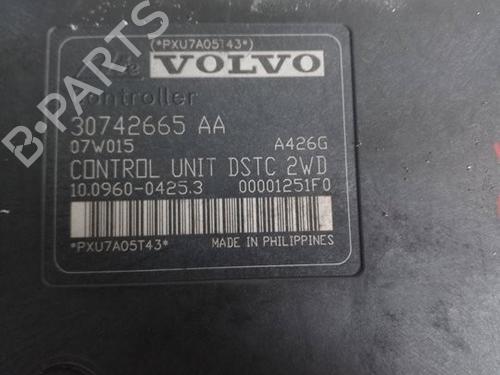 (*PXU7A05T43*)
VOLVO
Controller
30742665 AA
07W015 A426G
CONTROL UNIT DSTC 2WD
10.0960-0425.3 00001251F0
*PXU7A05T43* MADE IN PHILIPPINES
B-PARTS